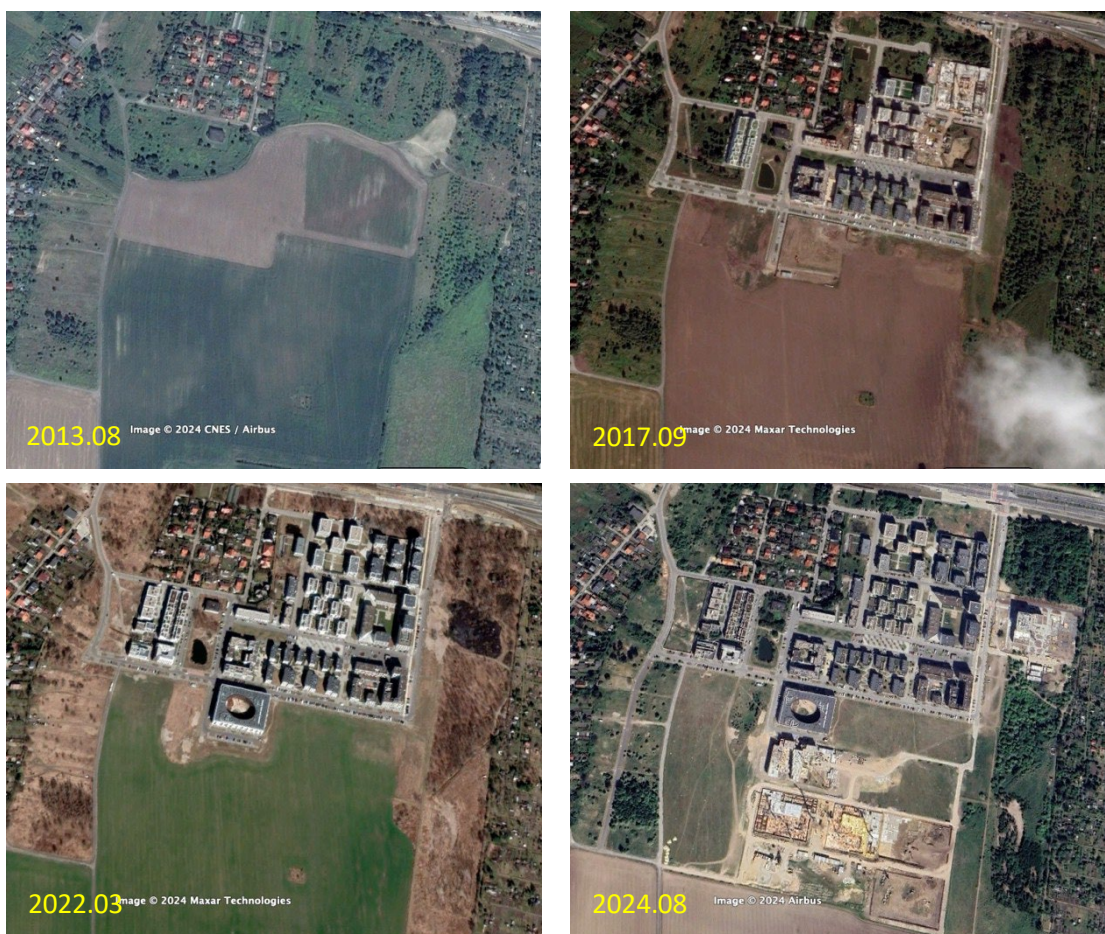 2013.08
Image © 2024 CNES / Airbus
2017.09
Image © 2024 Maxar Technologies
2022.03
Image © 2024 Maxar Technologies
2024.08
Image © 2024 Airbus